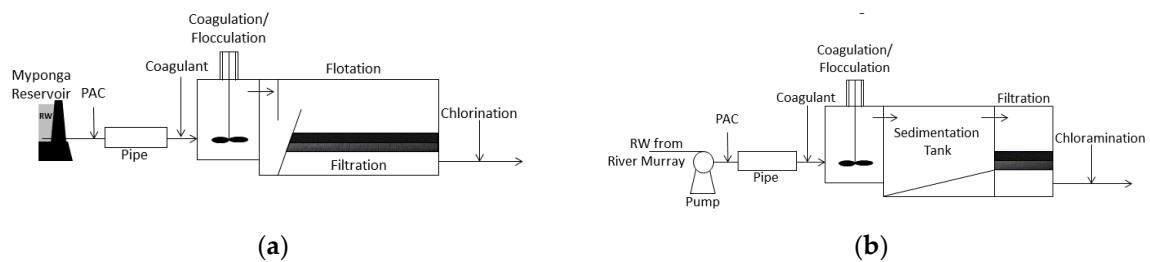 Coagulation/
Flocculation
Coagulant
Flotation
Myponga
Reservoir
PAC
RW
Chlorination
Pipe
Filtration
(a)
Coagulation/
Flocculation
Coagulant
Filtration
PAC
Sedimentation
Tank
Chloramination
RW from
River Murray
Pipe
Pump
(b)